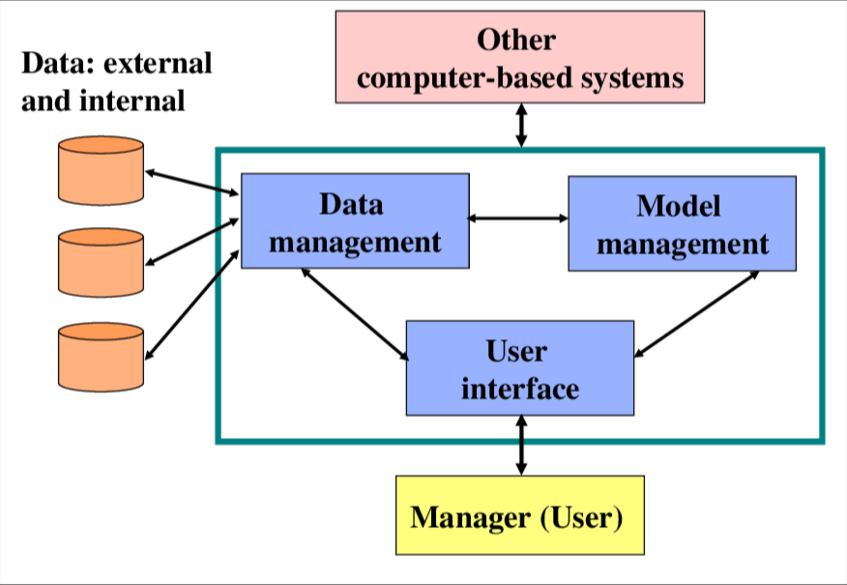 Other
computer-based systems
Data: external
and internal
Data
management
Model
management
User
interface
Manager (User)